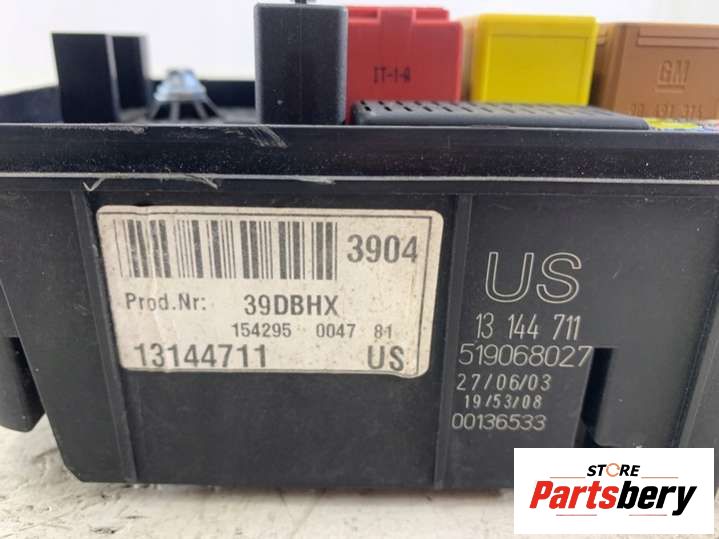 IT-1-A
GM
3904
Prod.Nr: 39DBHX
154295 0047 81
13144711 US
US
13 144 711
519068027
27/06/03
19/53/08
00136533
STORE
Partsbery